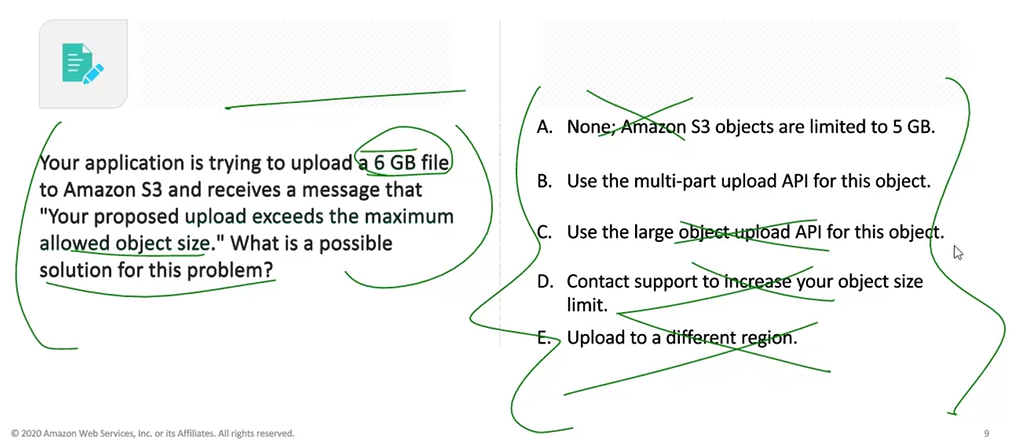 Your application is trying to upload a 6 GB file
to Amazon S3 and receives a message that
"Your proposed upload exceeds the maximum
allowed object size." What is a possible
solution for this problem?
A. None; Amazon S3 objects are limited to 5 GB.
B. Use the multi-part upload API for this object.
C. Use the large object upload API for this object.
D. Contact support to increase your object size
limit.
E. Upload to a different region.
© 2020 Amazon Web Services, Inc. or its Affiliates. All rights reserved.
9